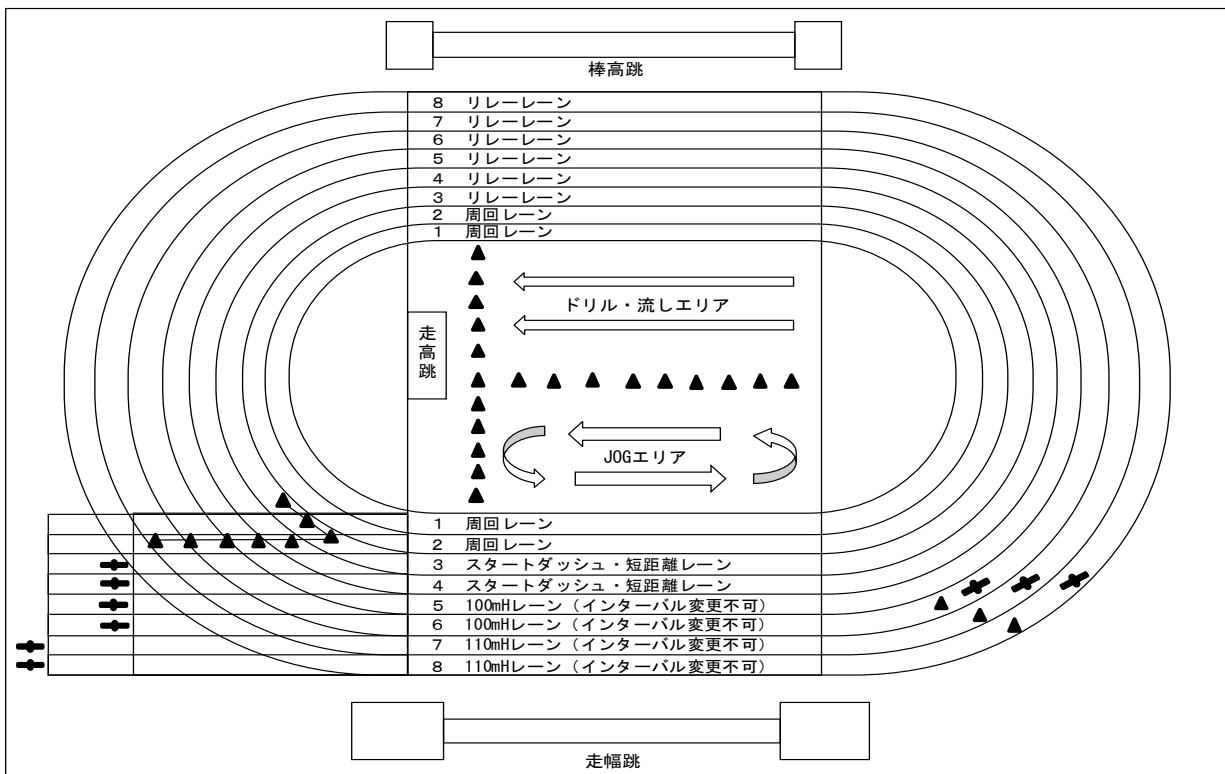 棒高跳
8 リレーレーン
7 リレーレーン
6 リレーレーン
5 リレーレーン
4 リレーレーン
3 リレーレーン
2 周回レーン
1 周回レーン
ドリル・流しエリア
走高跳
JOGエリア
1 周回レーン
2 周回レーン
3 スタートダッシュ・短距離レーン
4 スタートダッシュ・短距離レーン
5 100mHレーン（インターバル変更不可）
6 100mHレーン（インターバル変更不可）
7 110mHレーン（インターバル変更不可）
8 110mHレーン（インターバル変更不可）
走幅跳